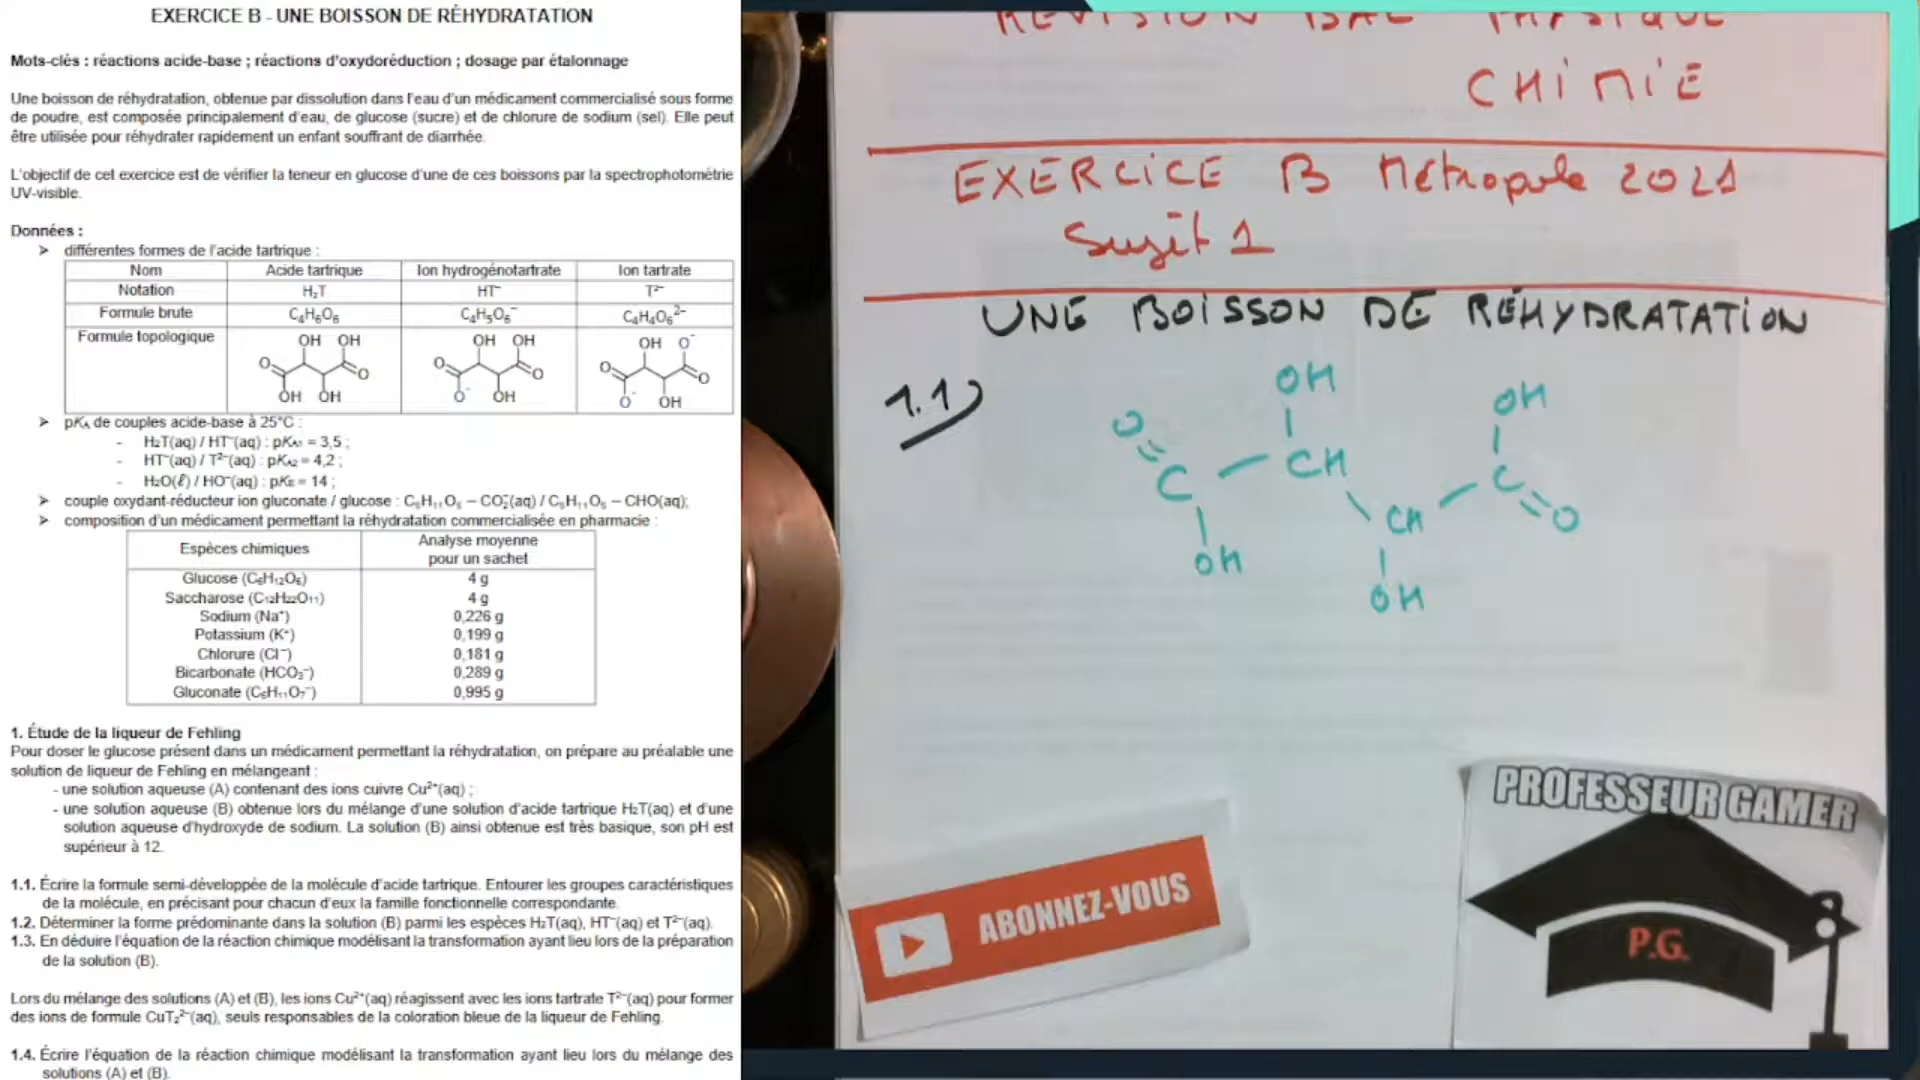 EXERCICE B - UNE BOISSON DE RÉHYDRATATION
Mots-clés : réactions acide-base ; réactions d'oxydoréduction ; dosage par étalonnage
Une boisson de réhydratation, obtenue par dissolution dans l'eau d'un médicament commercialisé sous forme
de poudre, est composée principalement d'eau, de glucose (sucre) et de chlorure de sodium (sel). Elle peut
être utilisée pour réhydrater rapidement un enfant souffrant de diarrhée.
L'objectif de cet exercice est de vérifier la teneur en glucose d'une de ces boissons par la spectrophotométrie
UV-visible.
Données :
➢ différentes formes de l'acide tartrique :
Nom Acide tartrique Ion hydrogénotartrate Ion tartrate
Notation H₂T HT⁻ T²⁻
Formule brute C₄H₆O₆ C₄H₅O₆⁻ C₄H₄O₆²⁻
Formule topologique
OH OH
O O
OH OH
OH OH
O O
O⁻ OH
OH O⁻
O O
O⁻ OH
➢ pKA de couples acide-base à 25°C :
- H₂T(aq) / HT⁻(aq) : pKA1 = 3,5 ;
- HT⁻(aq) / T²⁻(aq) : pKA2 = 4,2 ;
- H₂O(ℓ) / HO⁻(aq) : pKE = 14 ;
➢ couple oxydant-réducteur ion gluconate / glucose : C₅H₁₁O₅ – CO₂⁻(aq) / C₅H₁₁O₅ – CHO(aq);
➢ composition d'un médicament permettant la réhydratation commercialisée en pharmacie :
Espèces chimiques Analyse moyenne
pour un sachet
Glucose (C₆H₁₂O₆) 4 g
Saccharose (C₁₂H₂₂O₁₁) 4 g
Sodium (Na⁺) 0,226 g
Potassium (K⁺) 0,199 g
Chlorure (Cl⁻) 0,181 g
Bicarbonate (HCO₃⁻) 0,289 g
Gluconate (C₆H₁₁O₇⁻) 0,995 g
1. Étude de la liqueur de Fehling
Pour doser le glucose présent dans un médicament permettant la réhydratation, on prépare au préalable une
solution de liqueur de Fehling en mélangeant :
- une solution aqueuse (A) contenant des ions cuivre Cu²⁺(aq) ;
- une solution aqueuse (B) obtenue lors du mélange d'une solution d'acide tartrique H₂T(aq) et d'une
solution aqueuse d'hydroxyde de sodium. La solution (B) ainsi obtenue est très basique, son pH est
supérieur à 12.
1.1. Écrire la formule semi-développée de la molécule d'acide tartrique. Entourer les groupes caractéristiques
de la molécule, en précisant pour chacun d'eux la famille fonctionnelle correspondante.
1.2. Déterminer la forme prédominante dans la solution (B) parmi les espèces H₂T(aq), HT⁻(aq) et T²⁻(aq).
1.3. En déduire l'équation de la réaction chimique modélisant la transformation ayant lieu lors de la préparation
de la solution (B).
Lors du mélange des solutions (A) et (B), les ions Cu²⁺(aq) réagissent avec les ions tartrate T²⁻(aq) pour former
des ions de formule CuT₂²⁻(aq), seuls responsables de la coloration bleue de la liqueur de Fehling.
1.4. Écrire l'équation de la réaction chimique modélisant la transformation ayant lieu lors du mélange des
solutions (A) et (B).
REVISION BAC PHYSIQUE
CHIMIE
EXERCICE B Métropole 2021
Sujet 1
UNE BOISSON DE RÉHYDRATATION
1.1)
OH OH
O
C CH C
CH O
OH
OH
ABONNEZ-VOUS
PROFESSEUR GAMER
P.G.